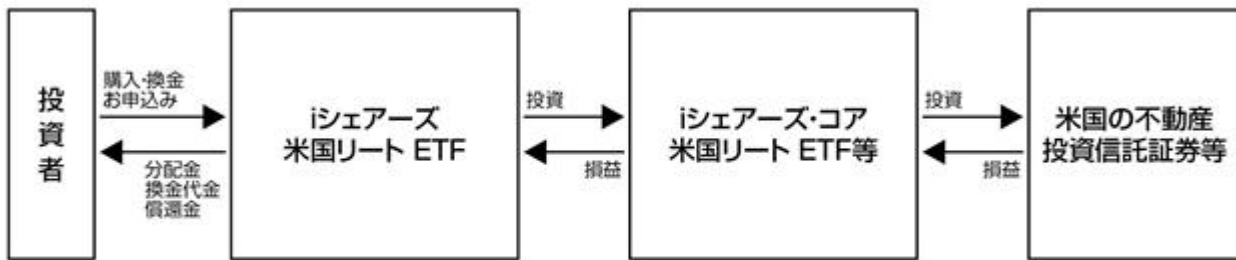 投資者
購入・換金
お申込み
分配金
換金代金
償還金
iシェアーズ
米国リート ETF
投資
損益
iシェアーズ・コア
米国リート ETF等
投資
損益
米国の不動産
投資信託証券等